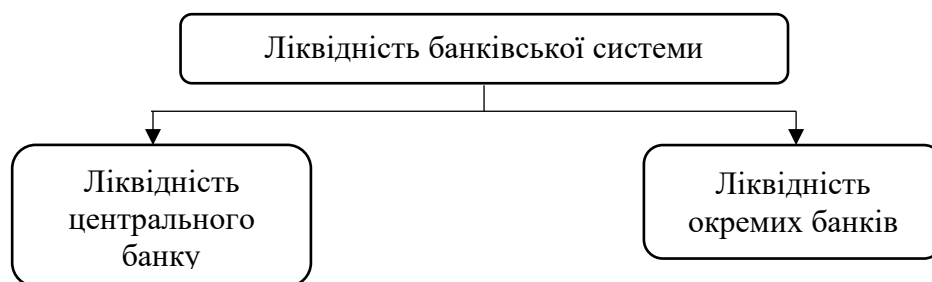 Ліквідність банківської системи
Ліквідність
центрального
банку
Ліквідність
окремих банків